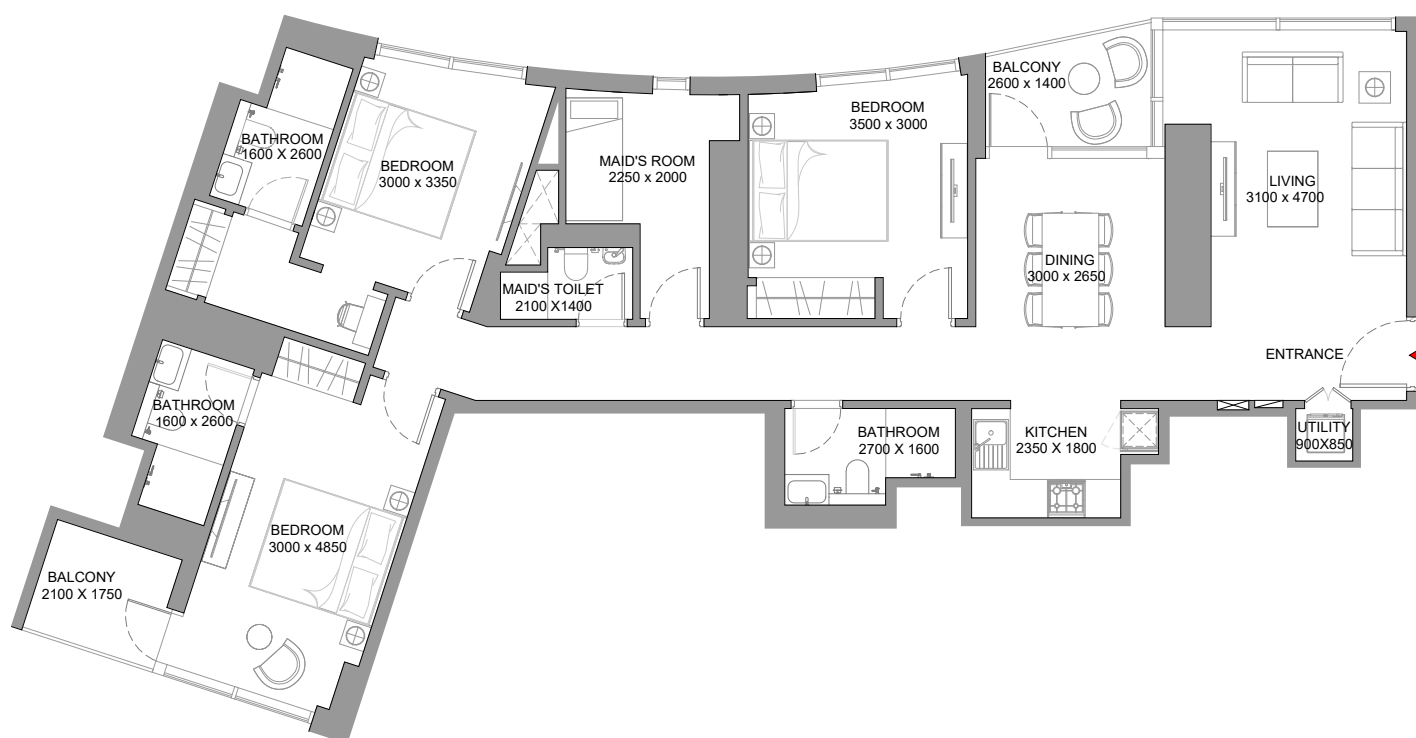 BATHROOM
1600 X 2600
BEDROOM
3000 x 3350
MAID'S ROOM
2250 x 2000
BEDROOM
3500 x 3000
BALCONY
2600 x 1400
LIVING
3100 x 4700
DINING
3000 x 2650
MAID'S TOILET
2100 X1400
ENTRANCE
BATHROOM
1600 x 2600
BATHROOM
2700 X 1600
KITCHEN
2350 X 1800
UTILITY
900X850
BEDROOM
3000 x 4850
BALCONY
2100 X 1750